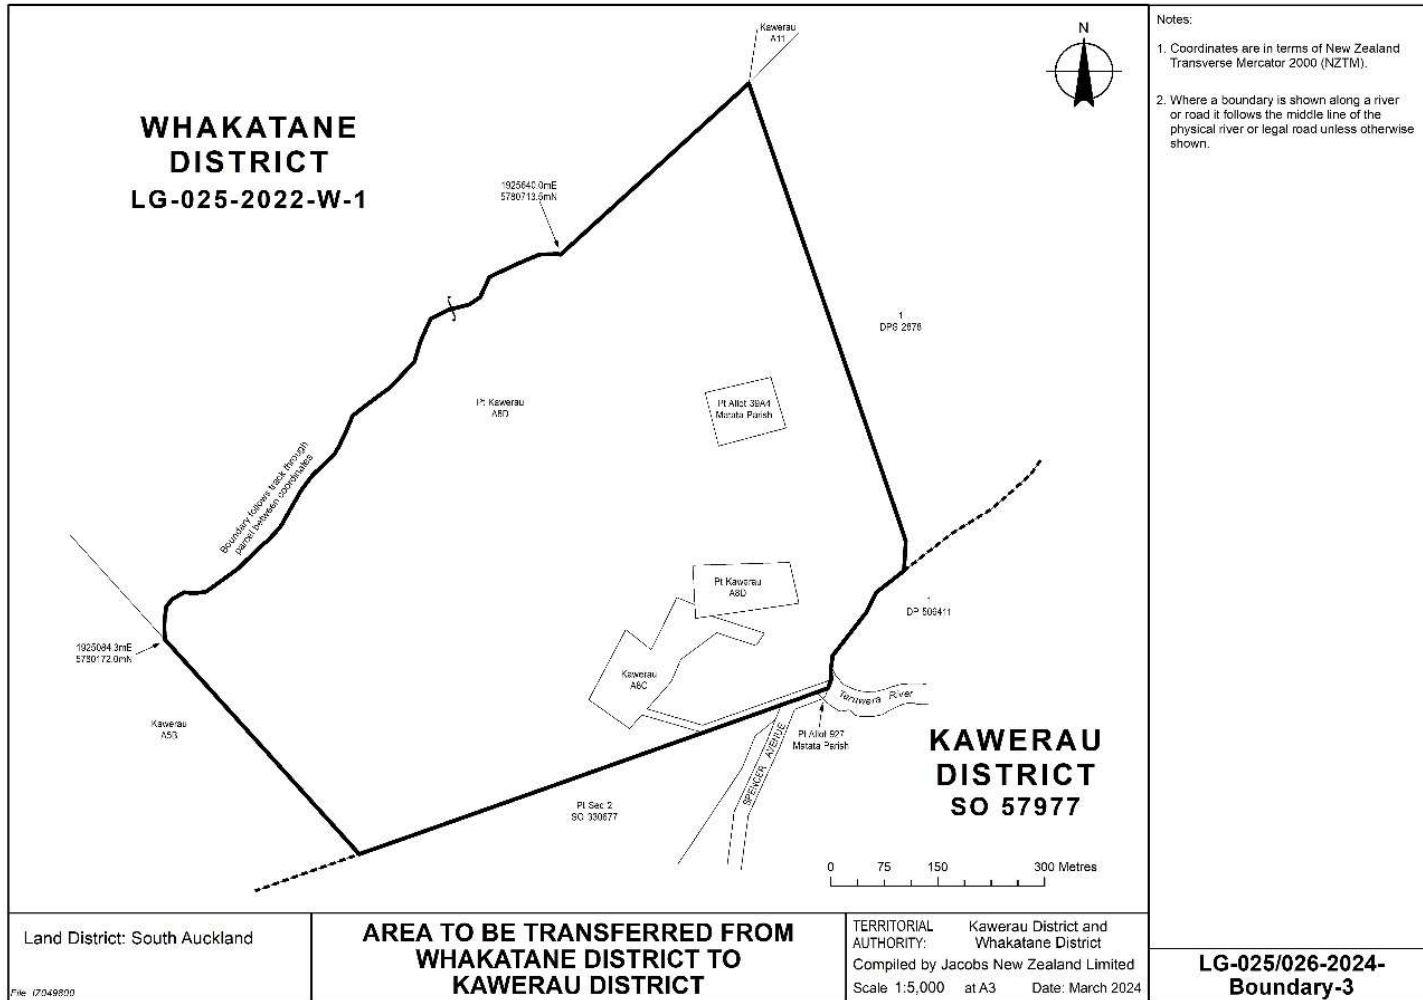 Kawerau
A11
N
WHAKATANE
DISTRICT
LG-025-2022-W-1
1925640.0mE
5780713.5mN
1
DPS 2876
Pt Kawerau
A8D
Pt Allot 39A4
Matata Parish
Boundary follows track through
parcel between coordinates
Pt Kawerau
A8D
1
DP 506411
1925084.3mE
5780172.0mN
Kawerau
A8C
Tarawera River
Kawerau
Pt Allot 927
Matata Parish
SPENCER AVENUE
KAWERAU
DISTRICT
SO 57977
Pt Sec 2
SO 330877
0 75 150 300 Metres
Notes:
1. Coordinates are in terms of New Zealand
Transverse Mercator 2000 (NZTM).
2. Where a boundary is shown along a river
or road it follows the middle line of the
physical river or legal road unless otherwise
shown.
Land District: South Auckland
File IZ049800
AREA TO BE TRANSFERRED FROM
WHAKATANE DISTRICT TO
KAWERAU DISTRICT
TERRITORIAL AUTHORITY:
Kawerau District and
Whakatane District
Compiled by Jacobs New Zealand Limited
Scale 1:5,000 at A3 Date: March 2024
LG-025/026-2024-
Boundary-3